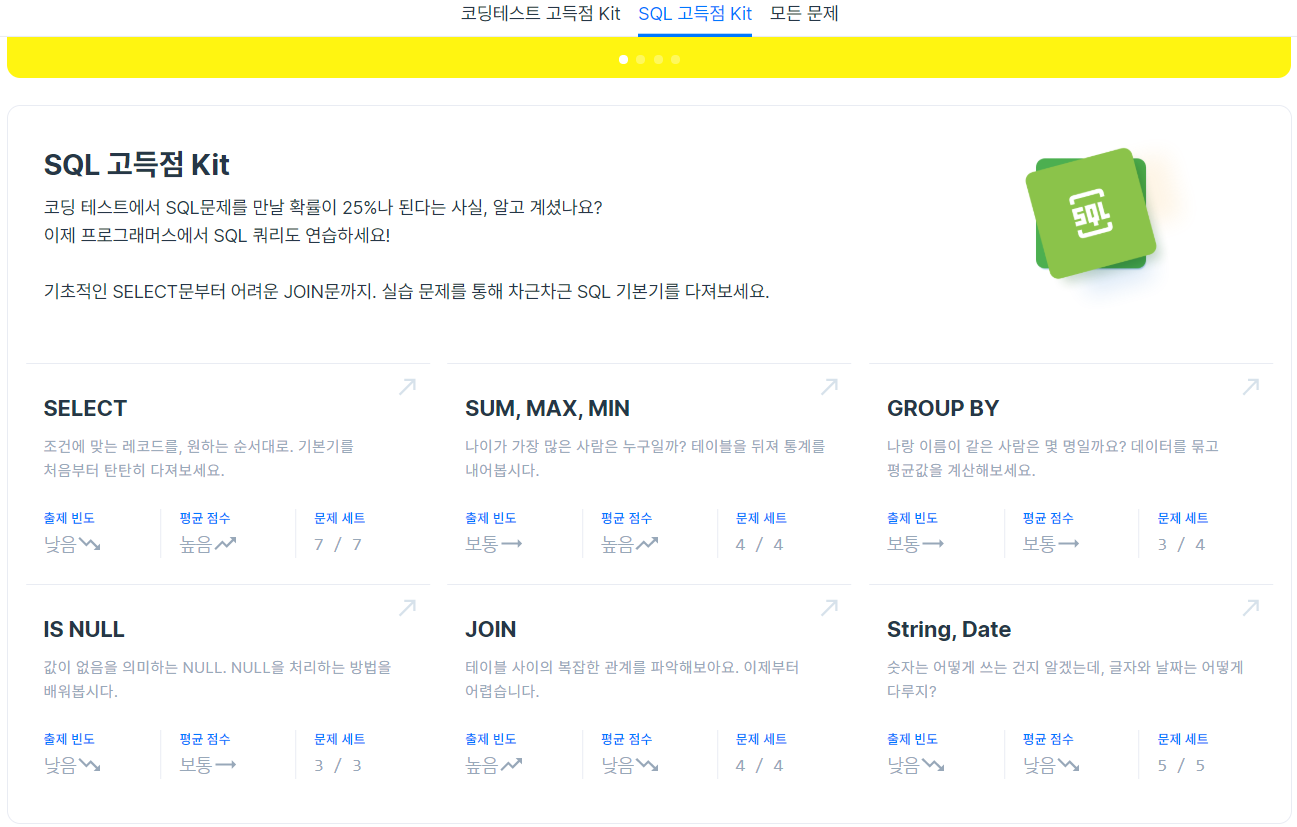 코딩테스트 고득점 Kit SQL 고득점 Kit 모든 문제
SQL 고득점 Kit
코딩 테스트에서 SQL문제를 만날 확률이 25%나 된다는 사실, 알고 계셨나요?
이제 프로그래머스에서 SQL 쿼리도 연습하세요!
기초적인 SELECT문부터 어려운 JOIN문까지. 실습 문제를 통해 차근차근 SQL 기본기를 다져보세요.
SQL
SELECT
조건에 맞는 레코드를, 원하는 순서대로. 기본기를
처음부터 탄탄히 다져보세요.
출제 빈도 평균 점수 문제 세트
낮음 높음 7 / 7
SUM, MAX, MIN
나이가 가장 많은 사람은 누구일까? 테이블을 뒤져 통계를
내어봅시다.
출제 빈도 평균 점수 문제 세트
보통 높음 4 / 4
GROUP BY
나랑 이름이 같은 사람은 몇 명일까요? 데이터를 묶고
평균값을 계산해보세요.
출제 빈도 평균 점수 문제 세트
보통 보통 3 / 4
IS NULL
값이 없음을 의미하는 NULL. NULL을 처리하는 방법을
배워봅시다.
출제 빈도 평균 점수 문제 세트
낮음 보통 3 / 3
JOIN
테이블 사이의 복잡한 관계를 파악해보아요. 이제부터
어렵습니다.
출제 빈도 평균 점수 문제 세트
높음 낮음 4 / 4
String, Date
숫자는 어떻게 쓰는 건지 알겠는데, 글자와 날짜는 어떻게
다루지?
출제 빈도 평균 점수 문제 세트
낮음 낮음 5 / 5